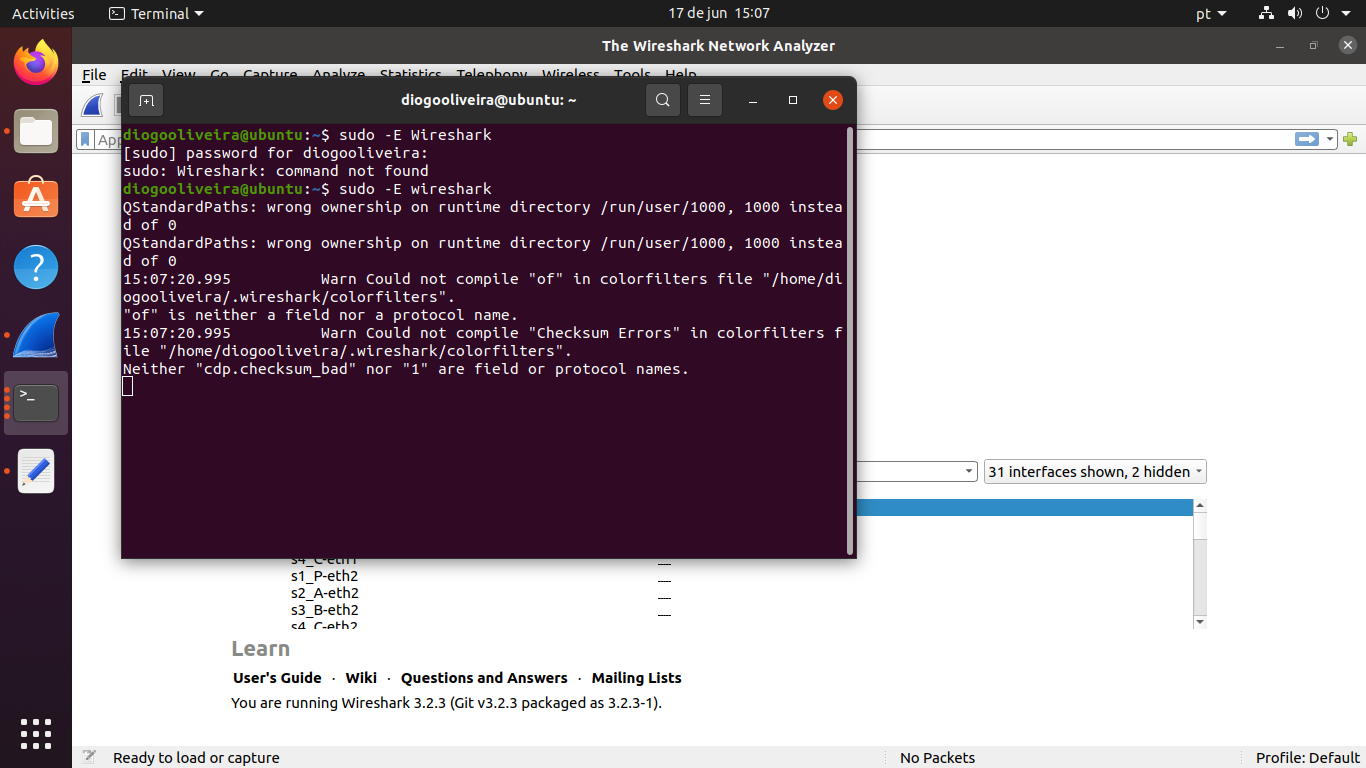 Activities
Terminal
17 de jun 15:07
pt
The Wireshark Network Analyzer
File Edit View Go Capture Analyze Statistics Telephony Wireless Tools Help
diogooliveira@ubuntu: ~
App
diogooliveira@ubuntu:~$ sudo -E Wireshark
[sudo] password for diogooliveira:
sudo: Wireshark: command not found
diogooliveira@ubuntu:~$ sudo -E wireshark
QStandardPaths: wrong ownership on runtime directory /run/user/1000, 1000 instea
d of 0
QStandardPaths: wrong ownership on runtime directory /run/user/1000, 1000 instea
d of 0
15:07:20.995          Warn Could not compile "of" in colorfilters file "/home/di
ogooliveira/.wireshark/colorfilters".
"of" is neither a field nor a protocol name.
15:07:20.995          Warn Could not compile "Checksum Errors" in colorfilters f
ile "/home/diogooliveira/.wireshark/colorfilters".
Neither "cdp.checksum_bad" nor "1" are field or protocol names.
31 interfaces shown, 2 hidden
s4_C-eth1
s1_P-eth2
s2_A-eth2
s3_B-eth2
s4_C-eth2
Learn
User's Guide · Wiki · Questions and Answers · Mailing Lists
You are running Wireshark 3.2.3 (Git v3.2.3 packaged as 3.2.3-1).
Ready to load or capture
No Packets
Profile: Default